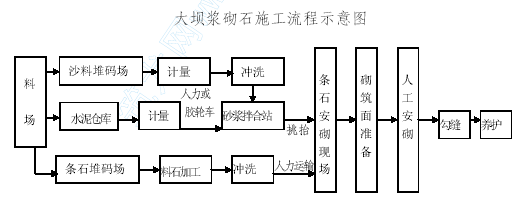 大坝浆砌石施工流程示意图
料场
沙料堆码场
计量
冲洗
水泥仓库
计量
人力或
胶轮车
砂浆拌合站
挑抬
条石堆码场
料石加工
冲洗
人力运输
条石安砌现场
砌筑面准备
人工安砌
勾缝
养护